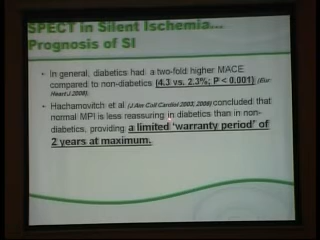 SPECT in Silent Ischemia...
Prognosis of SI
• In general, diabetics had a two-fold higher MACE
compared to non-diabetics (4.3 vs. 2.3%; P < 0.001) (Eur
Heart J 2006).
• Hachamovitch et al (J Am Coll Cardiol 2003, 2006) concluded that
normal MPI is less reassuring in diabetics than in non-
diabetics, providing a limited 'warranty period' of
2 years at maximum.